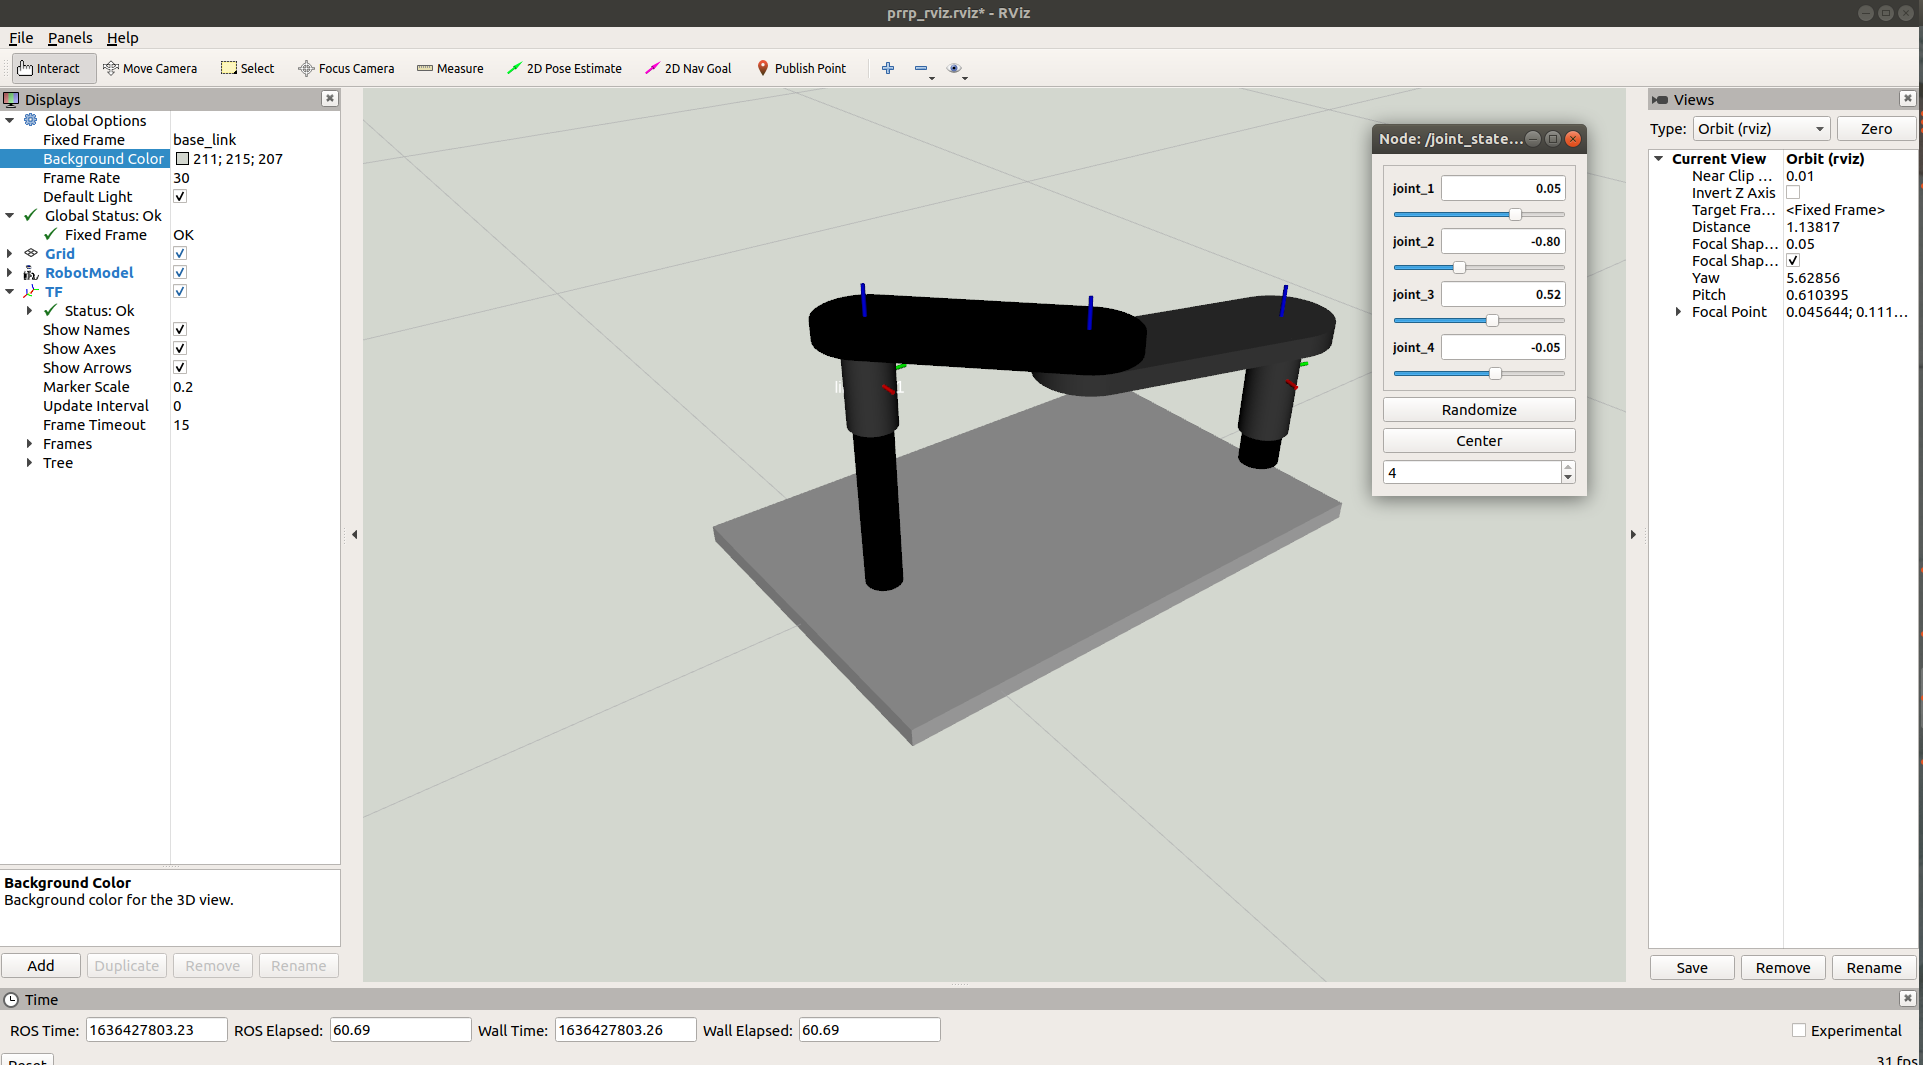 prrp_rviz.rviz* - RViz
File Panels Help
Interact Move Camera Select Focus Camera Measure 2D Pose Estimate 2D Nav Goal Publish Point
Displays
Global Options
Fixed Frame base_link
Background Color 211; 215; 207
Frame Rate 30
Default Light
Global Status: Ok
Fixed Frame OK
Grid
RobotModel
TF
Status: Ok
Show Names
Show Axes
Show Arrows
Marker Scale 0.2
Update Interval 0
Frame Timeout 15
Frames
Tree
Background Color
Background color for the 3D view.
Add Duplicate Remove Rename
Node: /joint_state...
joint_1 0.05
joint_2 -0.80
joint_3 0.52
joint_4 -0.05
Randomize
Center
4
Views
Type: Orbit (rviz) Zero
Current View Orbit (rviz)
Near Clip ... 0.01
Invert Z Axis
Target Fra... <Fixed Frame>
Distance 1.13817
Focal Shap... 0.05
Focal Shap...
Yaw 5.62856
Pitch 0.610395
Focal Point 0.045644; 0.111...
Save Remove Rename
Time
ROS Time: 1636427803.23 ROS Elapsed: 60.69 Wall Time: 1636427803.26 Wall Elapsed: 60.69 Experimental
Reset 31 fps